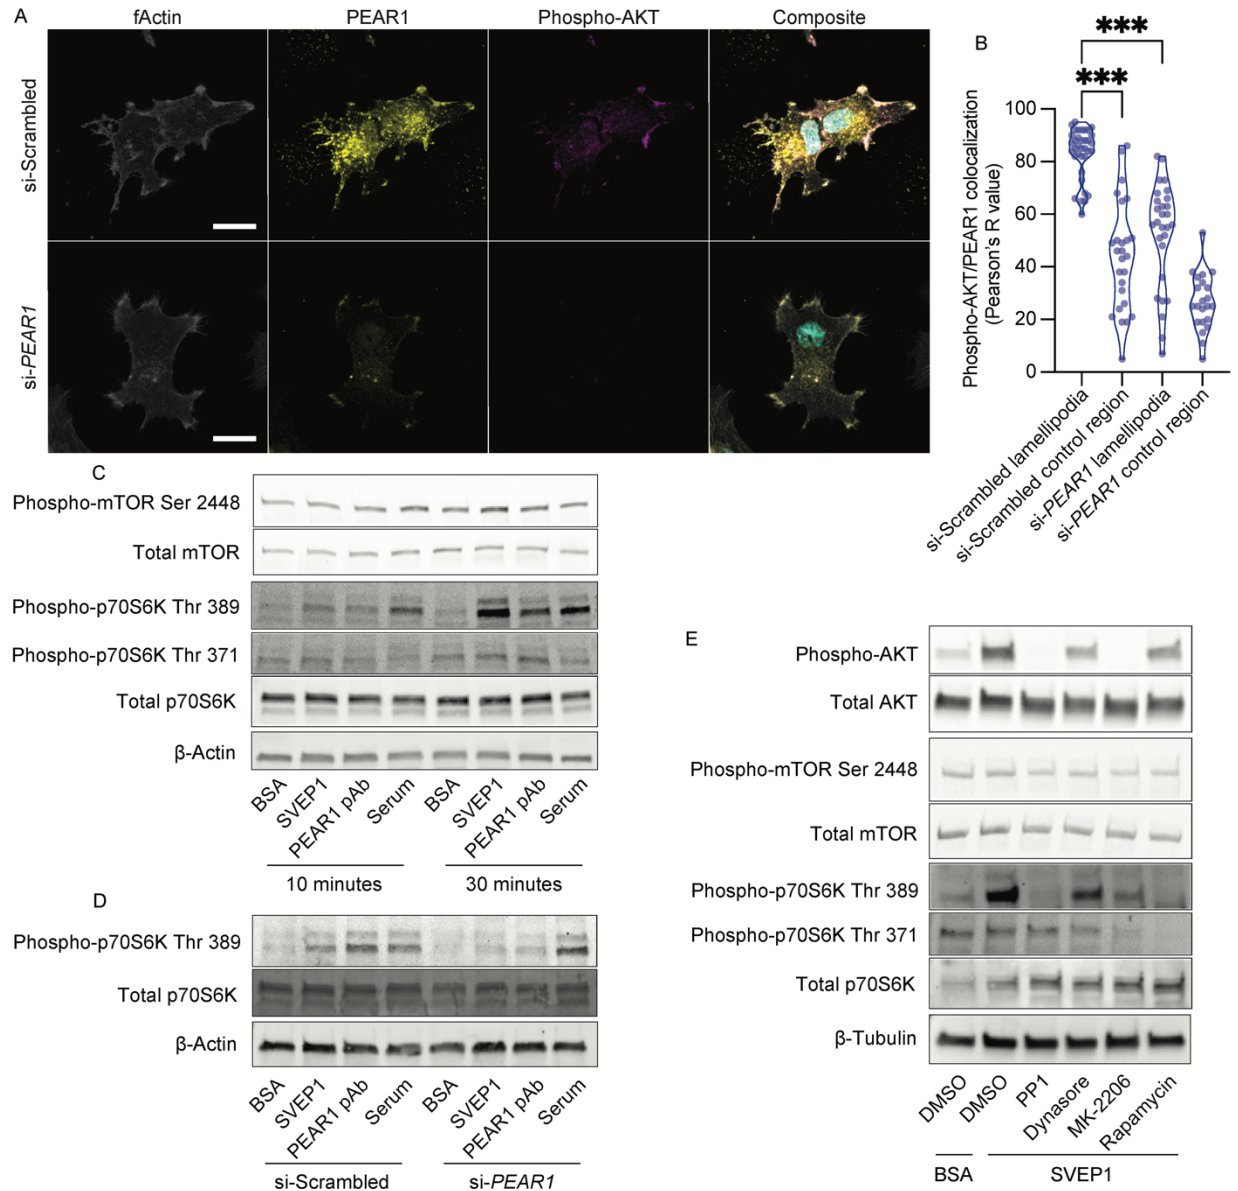 A
fActin
PEAR1
Phospho-AKT
Composite
si-Scrambled
si-PEAR1
B
***
***
Phospho-AKT/PEAR1 colocalization
(Pearson's R value)
100
80
60
40
20
0
si-Scrambled lamellipodia
si-Scrambled control region
si-PEAR1 lamellipodia
si-PEAR1 control region
C
Phospho-mTOR Ser 2448
Total mTOR
Phospho-p70S6K Thr 389
Phospho-p70S6K Thr 371
Total p70S6K
β-Actin
BSA
SVEP1
PEAR1 pAb
Serum
BSA
SVEP1
PEAR1 pAb
Serum
10 minutes
30 minutes
D
Phospho-p70S6K Thr 389
Total p70S6K
β-Actin
BSA
SVEP1
PEAR1 pAb
Serum
BSA
SVEP1
PEAR1 pAb
Serum
si-Scrambled
si-PEAR1
E
Phospho-AKT
Total AKT
Phospho-mTOR Ser 2448
Total mTOR
Phospho-p70S6K Thr 389
Phospho-p70S6K Thr 371
Total p70S6K
β-Tubulin
DMSO
DMSO
PP1
Dynasore
MK-2206
Rapamycin
BSA
SVEP1